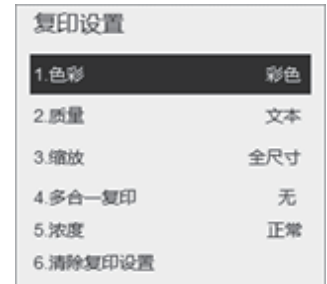 复印设置
1.色彩 彩色
2.质量 文本
3.缩放 全尺寸
4.多合一复印 无
5.浓度 正常
6.清除复印设置